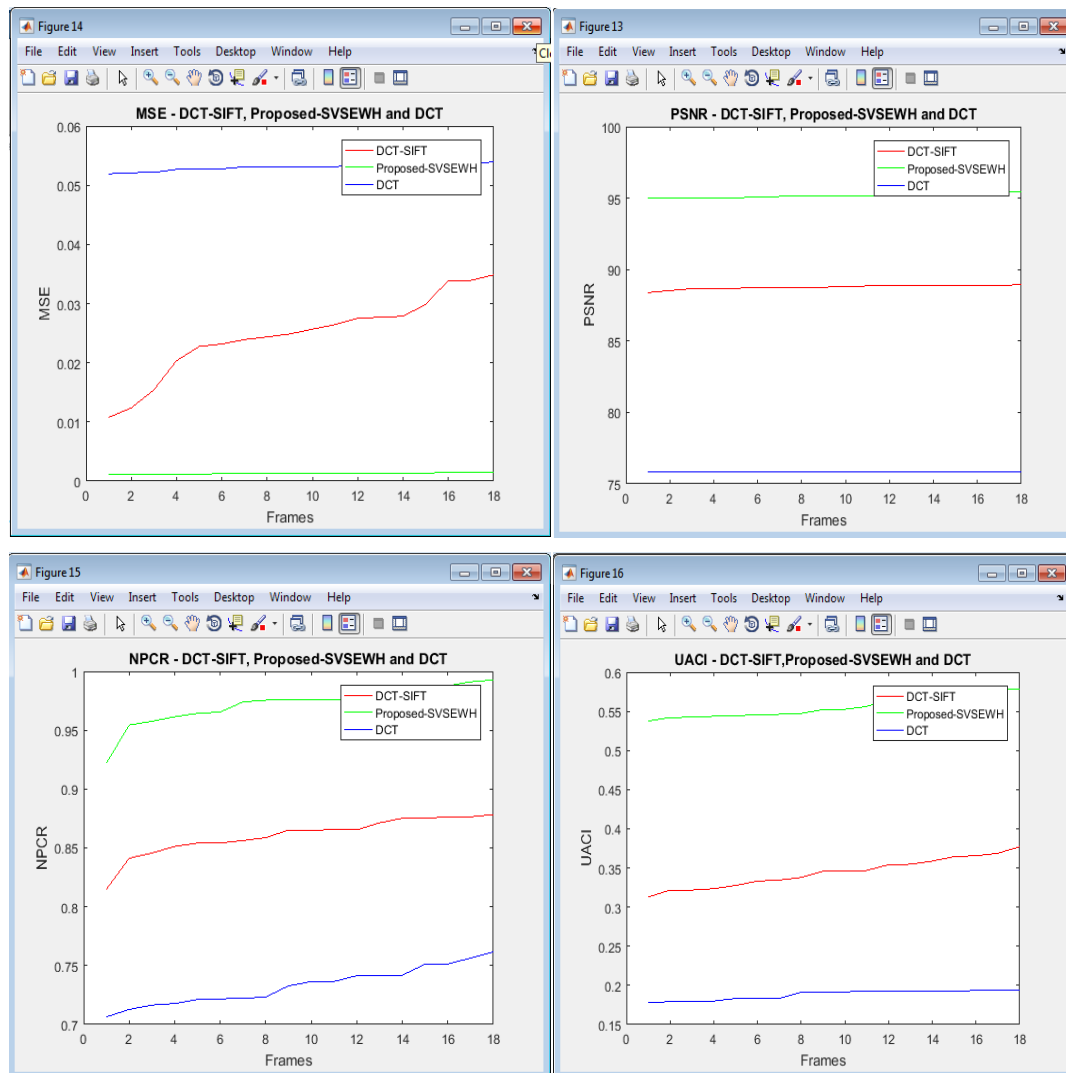 Figure 14
File Edit View Insert Tools Desktop Window Help
MSE - DCT-SIFT, Proposed-SVSEWH and DCT
0.06
0.05
0.04
0.03
0.02
0.01
0
MSE
DCT-SIFT
Proposed-SVSEWH
DCT
0 2 4 6 8 10 12 14 16 18
Frames
Figure 13
File Edit View Insert Tools Desktop Window Help
PSNR - DCT-SIFT, Proposed-SVSEWH and DCT
100
95
90
85
80
75
PSNR
DCT-SIFT
Proposed-SVSEWH
DCT
0 2 4 6 8 10 12 14 16 18
Frames
Figure 15
File Edit View Insert Tools Desktop Window Help
NPCR - DCT-SIFT, Proposed-SVSEWH and DCT
1
0.95
0.9
0.85
0.8
0.75
0.7
NPCR
DCT-SIFT
Proposed-SVSEWH
DCT
0 2 4 6 8 10 12 14 16 18
Frames
Figure 16
File Edit View Insert Tools Desktop Window Help
UACI - DCT-SIFT,Proposed-SVSEWH and DCT
0.6
0.55
0.5
0.45
0.4
0.35
0.3
0.25
0.2
0.15
UACI
DCT-SIFT
Proposed-SVSEWH
DCT
0 2 4 6 8 10 12 14 16 18
Frames